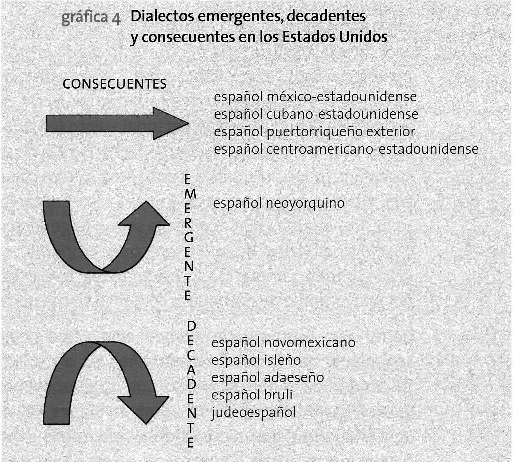 gráfica 4 Dialectos emergentes, decadentes
y consecuentes en los Estados Unidos
CONSECUENTES
español méxico-estadounidense
español cubano-estadounidense
español puertorriqueño exterior
español centroamericano-estadounidense
EMERGENTE
español neoyorquino
DECADENTE
español novomexicano
español isleño
español adaeseño
español bruli
judeoespañol